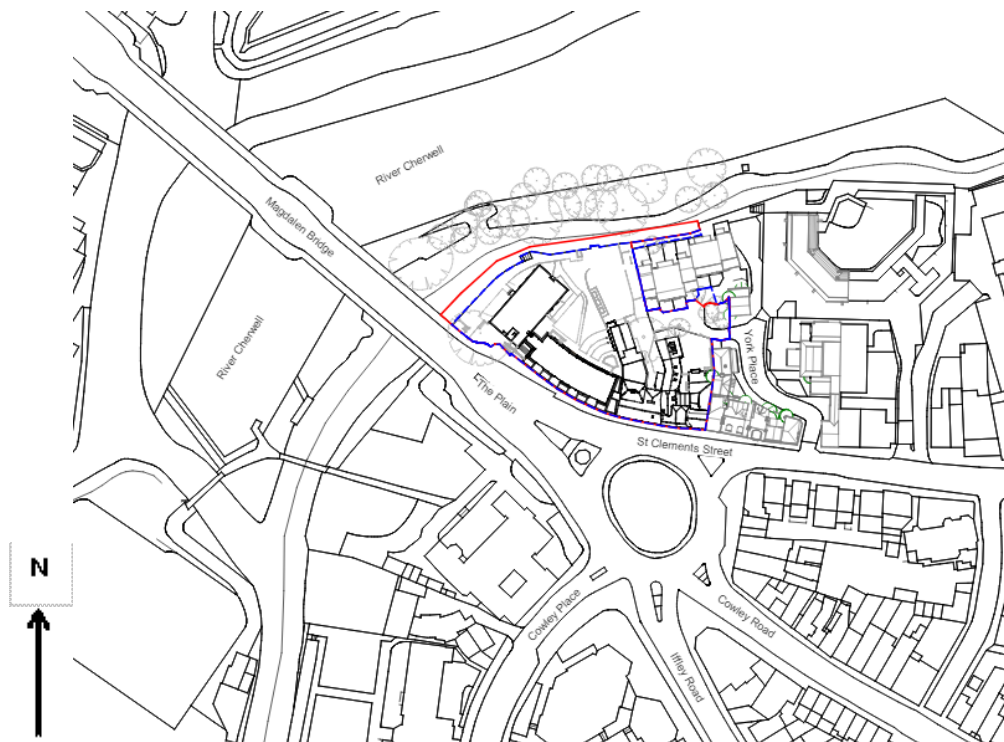 River Cherwell
Magdalen Bridge
River Cherwell
The Plain
York Place
St Clements Street
N
Cowley Place
Cowley Road
Iffley Road